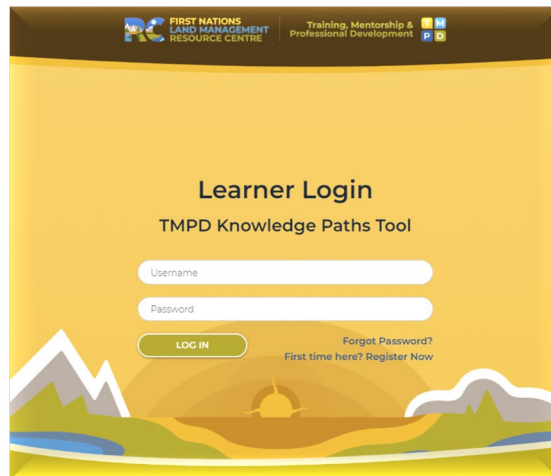 FIRST NATIONS
LAND MANAGEMENT
RESOURCE CENTRE
Training, Mentorship &
Professional Development
T M
P D
Learner Login
TMPD Knowledge Paths Tool
Username
Password
LOG IN
Forgot Password?
First time here? Register Now